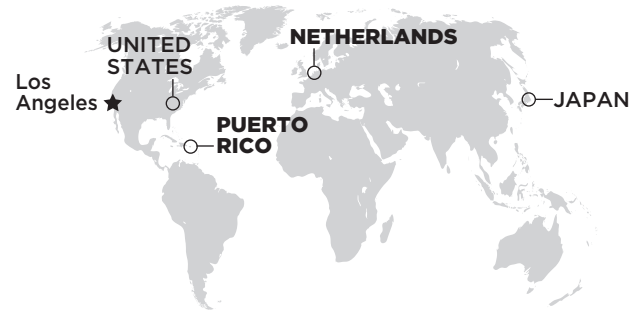 NETHERLANDS
UNITED
STATES
Los
Angeles
JAPAN
PUERTO
RICO